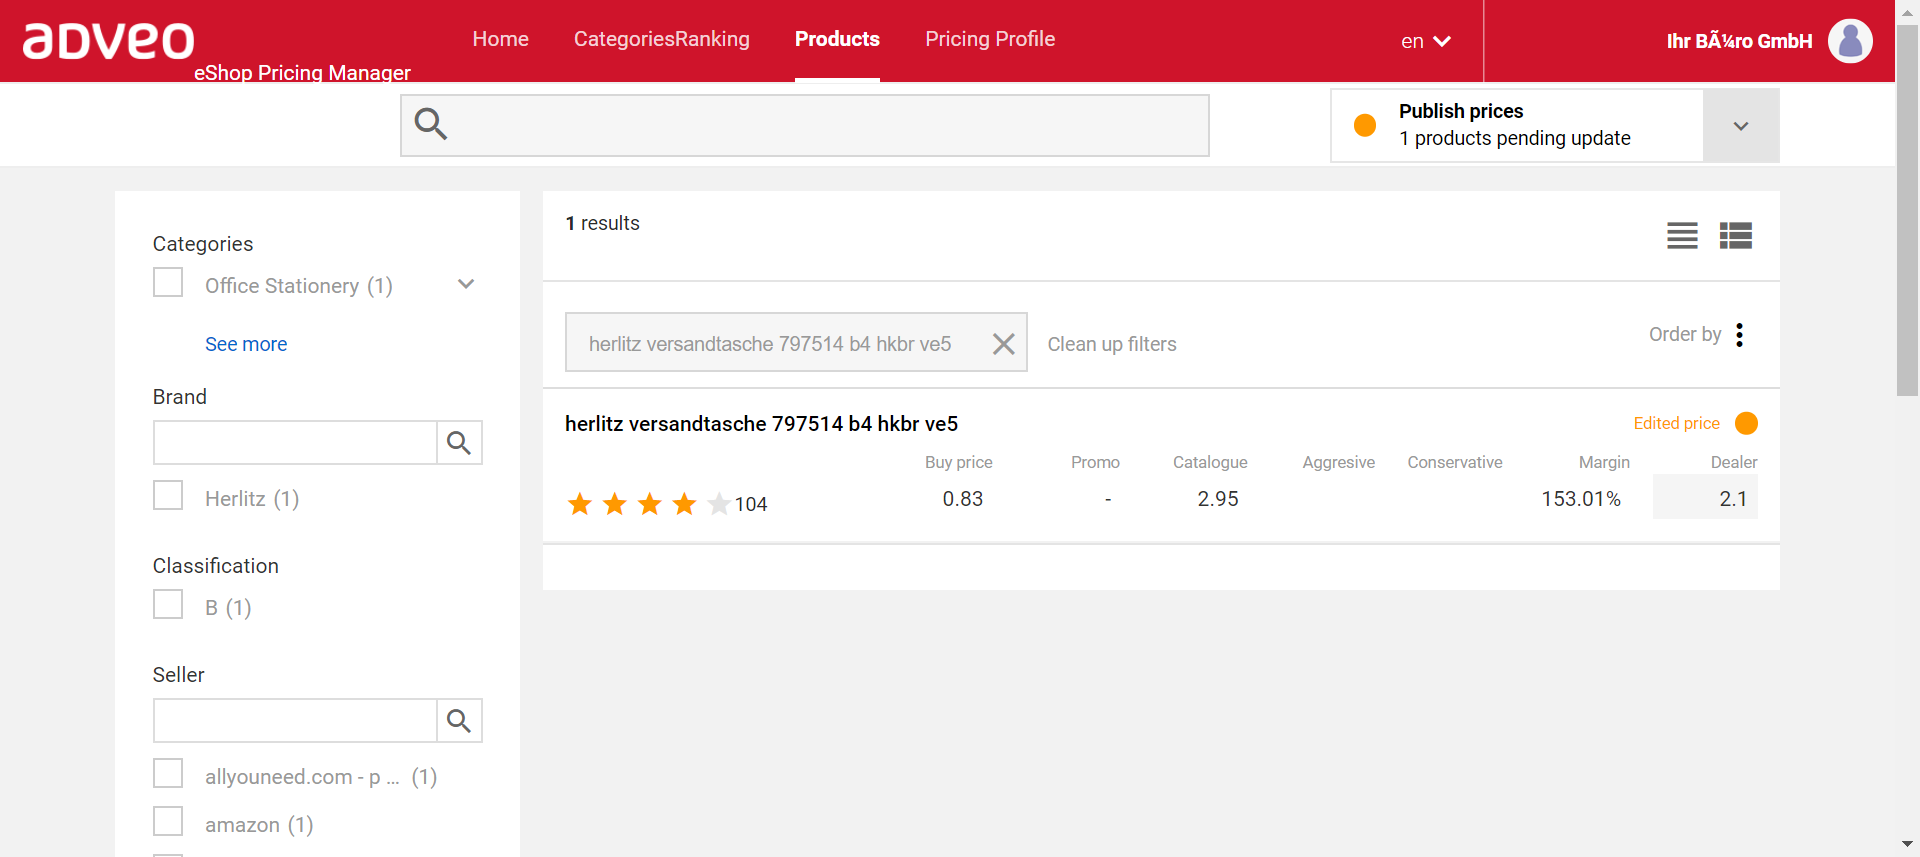 adveo
eShop Pricing Manager
Home
CategoriesRanking
Products
Pricing Profile
en
Ihr BÃ¼ro GmbH
Publish prices
1 products pending update
Categories
Office Stationery (1)
See more
Brand
Herlitz (1)
Classification
B (1)
Seller
allyouneed.com - p ... (1)
amazon (1)
1 results
herlitz versandtasche 797514 b4 hkbr ve5
Clean up filters
Order by
herlitz versandtasche 797514 b4 hkbr ve5
Edited price
Buy price Promo Catalogue Aggresive Conservative Margin Dealer
104 0.83 - 2.95 153.01% 2.1